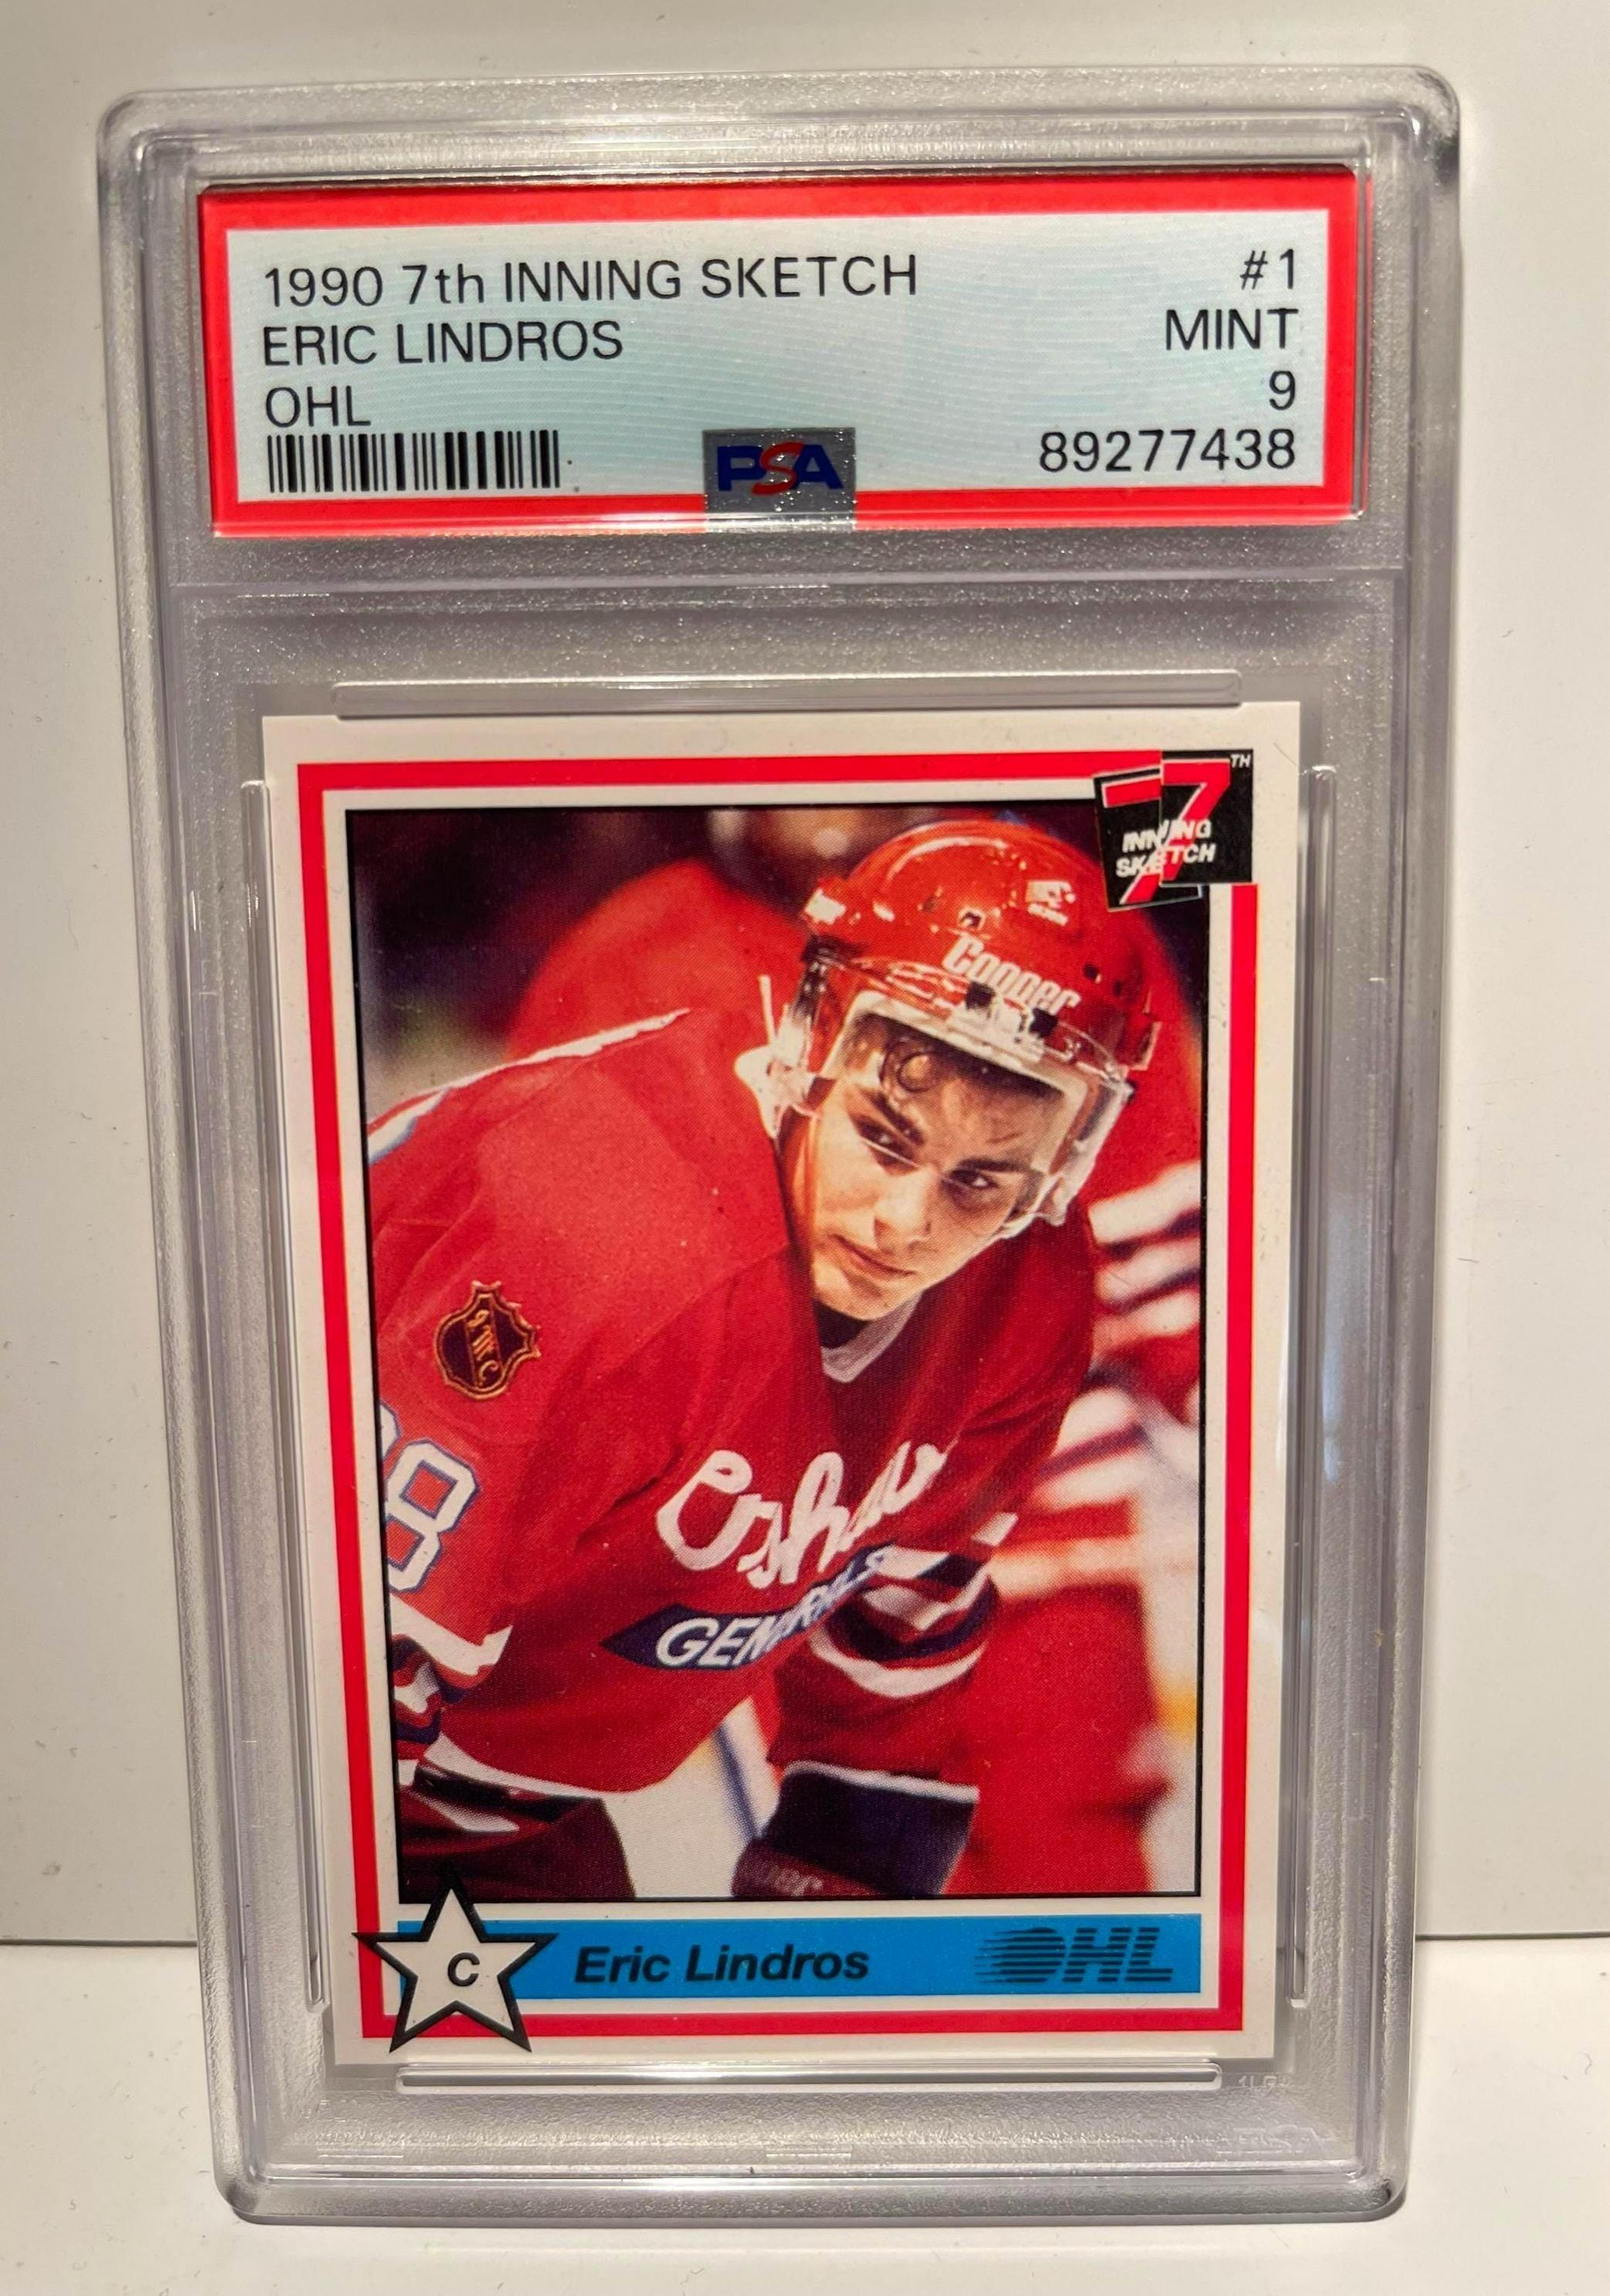 1990 7th INNING SKETCH #1
ERIC LINDROS MINT
OHL 9
PSA 89277438
7TH
INNING
SKETCH
Cooper
88
Oshawa
GENERALS
C Eric Lindros OHL